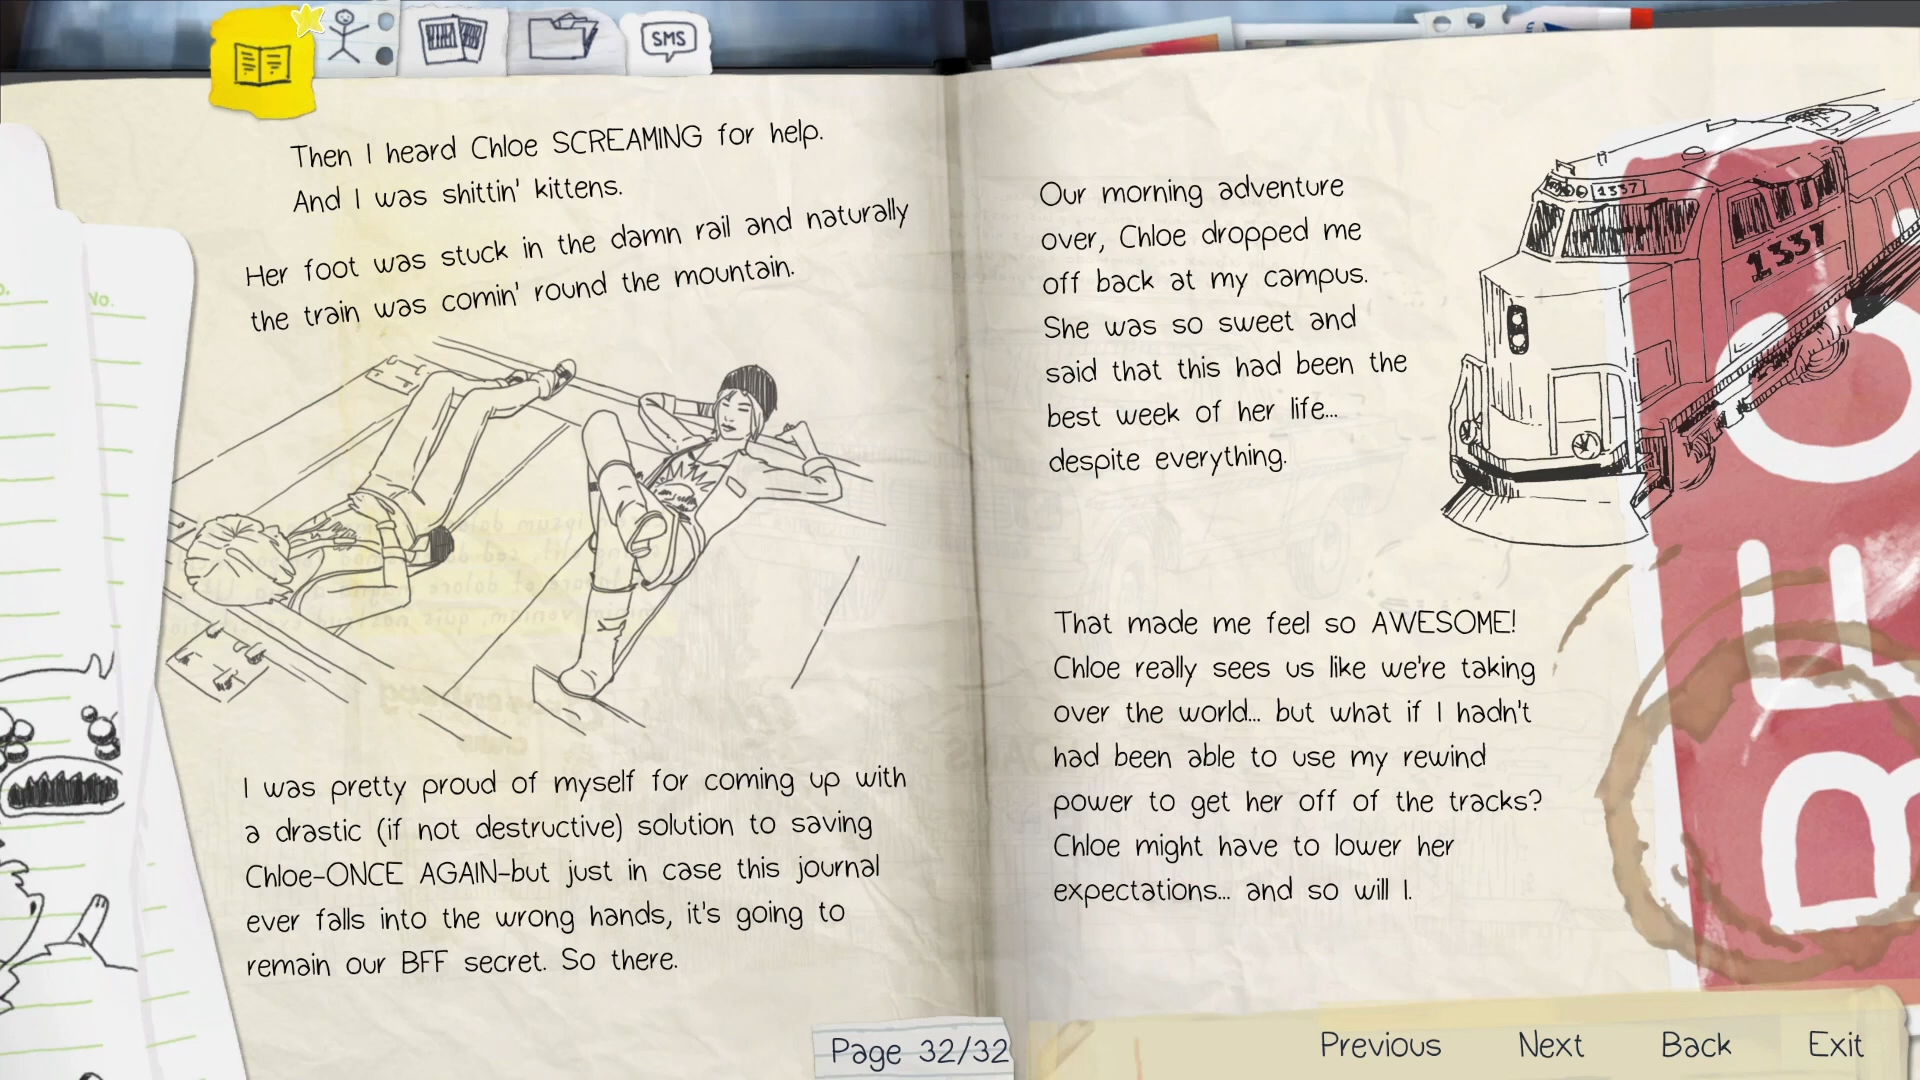 SMS
Then I heard Chloe SCREAMING for help.
And I was shittin' kittens.
Her foot was stuck in the damn rail and naturally
the train was comin' round the mountain.
I was pretty proud of myself for coming up with
a drastic (if not destructive) solution to saving
Chloe-ONCE AGAIN-but just in case this journal
ever falls into the wrong hands, it's going to
remain our BFF secret. So there.
No.
Our morning adventure
over, Chloe dropped me
off back at my campus.
She was so sweet and
said that this had been the
best week of her life...
despite everything.
1337
1337
That made me feel so AWESOME!
Chloe really sees us like we're taking
over the world... but what if I hadn't
had been able to use my rewind
power to get her off of the tracks?
Chloe might have to lower her
expectations... and so will I.
Page 32/32
Previous Next Back Exit